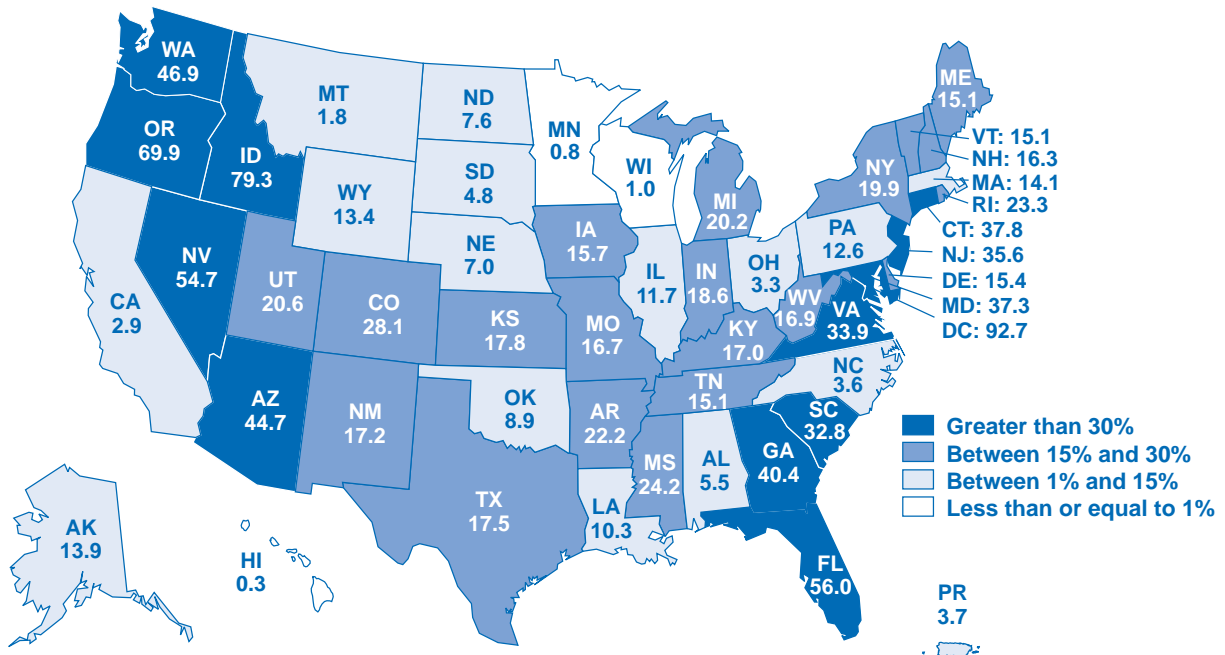 WA
46.9
OR
69.9
ID
79.3
MT
1.8
ND
7.6
MN
0.8
SD
4.8
WY
13.4
WI
1.0
MI
20.2
NY
19.9
ME
15.1
VT: 15.1
NH: 16.3
MA: 14.1
RI: 23.3
CT: 37.8
NJ: 35.6
DE: 15.4
MD: 37.3
DC: 92.7
NE
7.0
IA
15.7
PA
12.6
NV
54.7
UT
20.6
CO
28.1
CA
2.9
KS
17.8
MO
16.7
IL
11.7
IN
18.6
OH
3.3
WV
16.9
VA
33.9
KY
17.0
NC
3.6
TN
15.1
AZ
44.7
NM
17.2
OK
8.9
AR
22.2
SC
32.8
MS
24.2
AL
5.5
GA
40.4
TX
17.5
LA
10.3
FL
56.0
AK
13.9
HI
0.3
PR
3.7
Greater than 30%
Between 15% and 30%
Between 1% and 15%
Less than or equal to 1%